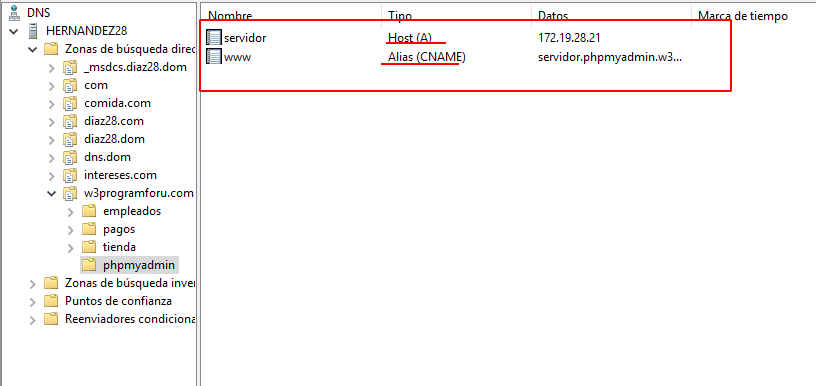 DNS
HERNANDEZ28
Zonas de búsqueda direc
_msdcs.diaz28.dom
com
comida.com
diaz28.com
diaz28.dom
dns.dom
intereses.com
w3programforu.com
empleados
pagos
tienda
phpmyadmin
Zonas de búsqueda inver
Puntos de confianza
Reenviadores condiciona
Nombre Tipo Datos Marca de tiempo
servidor Host (A) 172.19.28.21
www Alias (CNAME) servidor.phpmyadmin.w3...